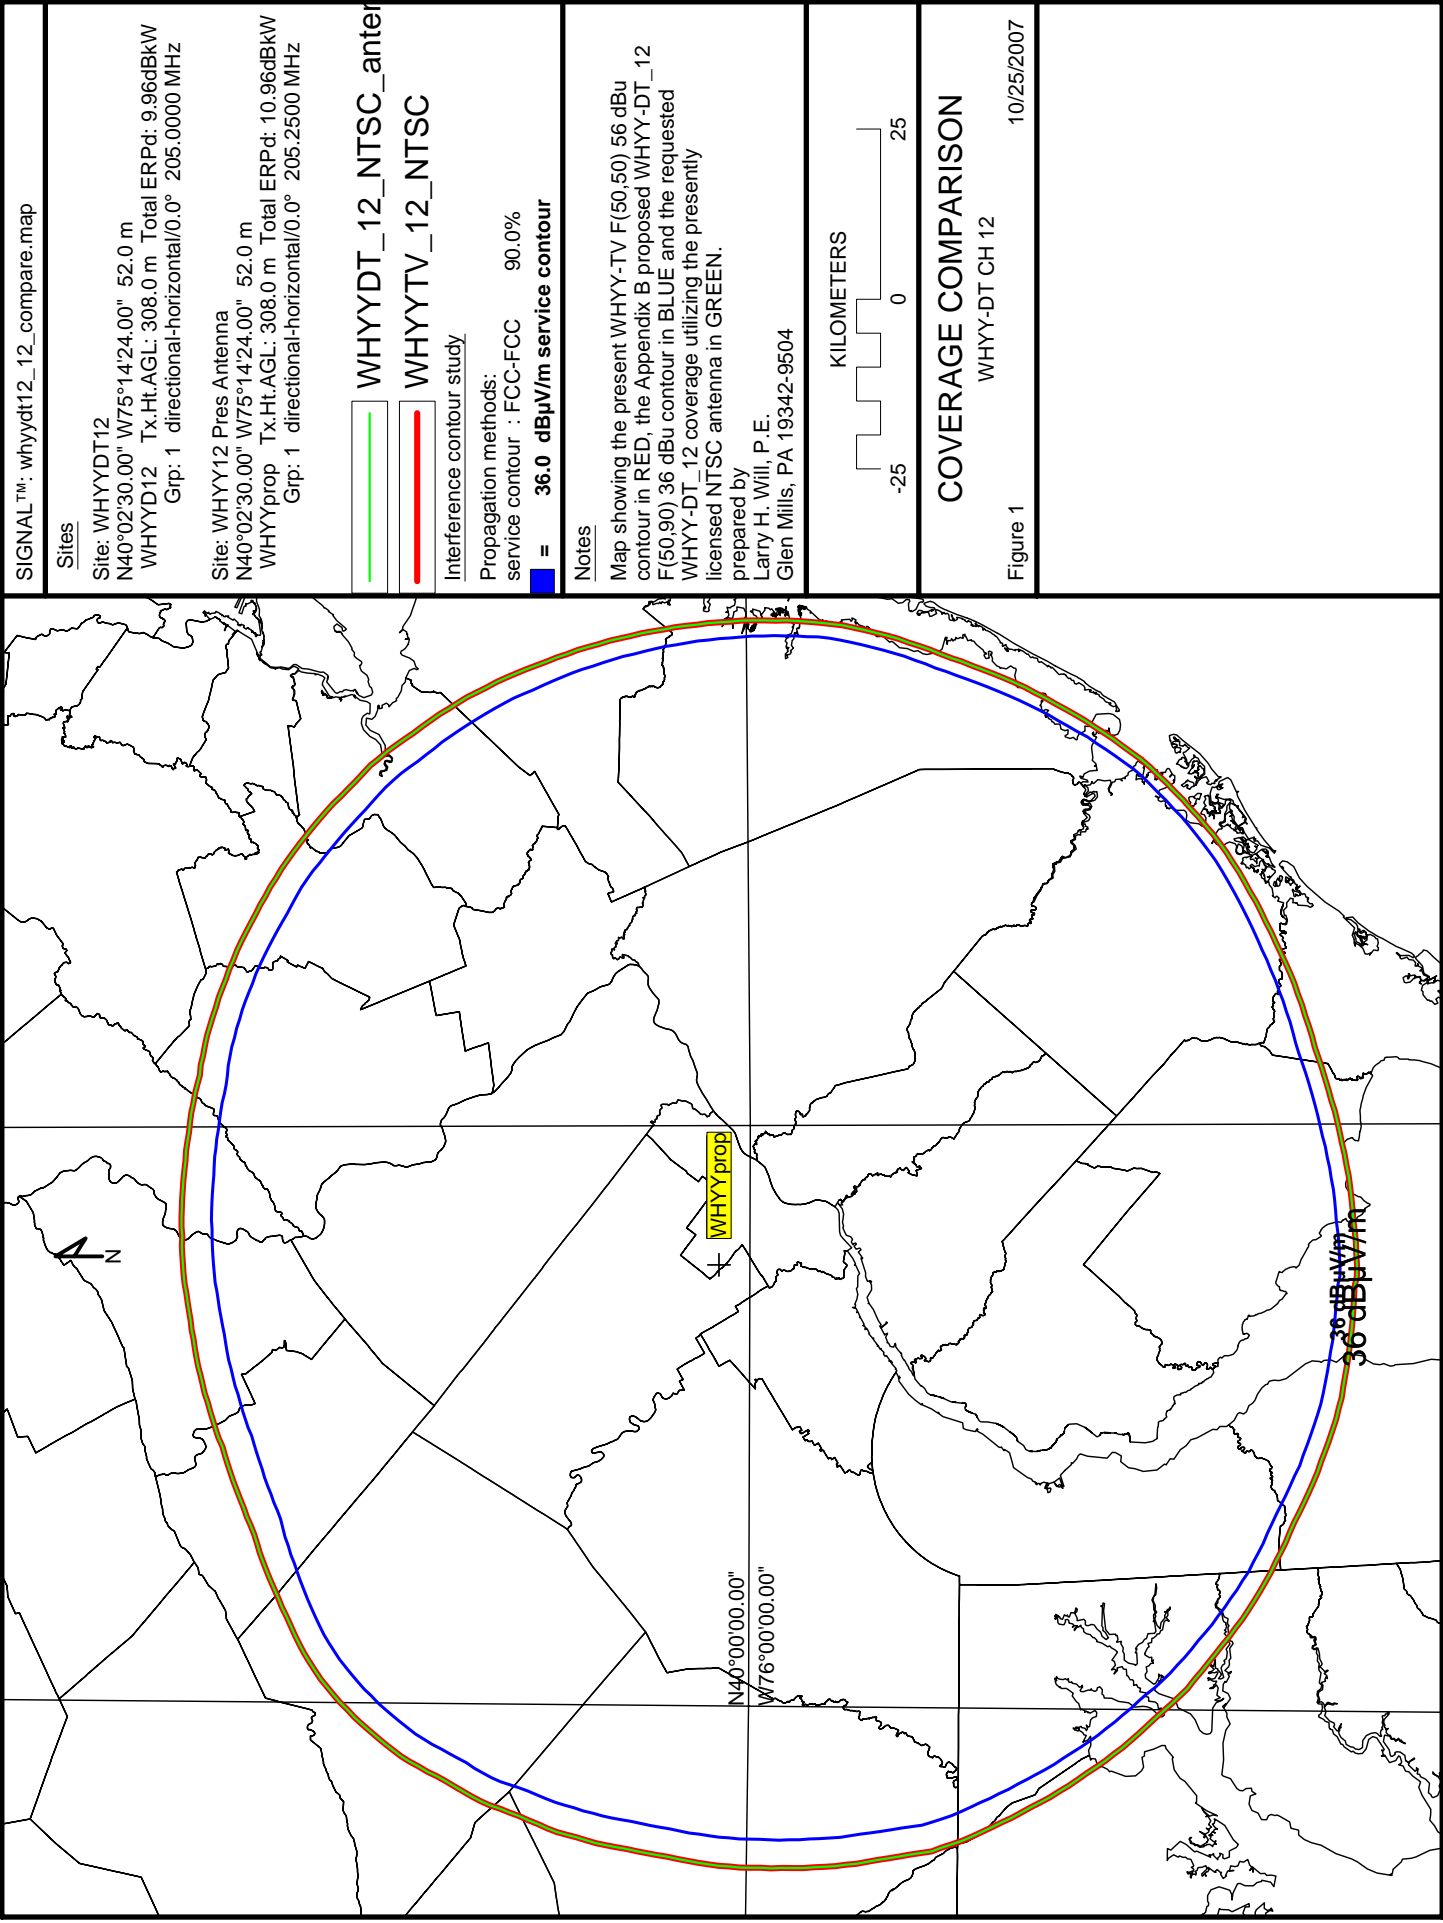 SIGNAL™: whyydt12_12_compare.map
Sites
Site: WHYYDT12
N40°02'30.00" W75°14'24.00" 52.0 m
WHYYD12 Tx.Ht.AGL: 308.0 m Total ERPd: 9.96dBkW
Grp: 1 directional-horizontal/0.0° 205.0000 MHz
Site: WHYY12 Pres Antenna
N40°02'30.00" W75°14'24.00" 52.0 m
WHYYprop Tx.Ht.AGL: 308.0 m Total ERPd: 10.96dBkW
Grp: 1 directional-horizontal/0.0° 205.2500 MHz
WHYYDT_12_NTSC_anter
WHYYTV_12_NTSC
Interference contour study
Propagation methods:
service contour : FCC-FCC 90.0%
= 36.0 dBµV/m service contour
Notes
Map showing the present WHYY-TV F(50,50) 56 dBu
contour in RED, the Appendix B proposed WHYY-DT_12
F(50,90) 36 dBu contour in BLUE and the requested
WHYY-DT_12 coverage utilizing the presently
licensed NTSC antenna in GREEN.
prepared by
Larry H. Will, P.E.
Glen Mills, PA 19342-9504
KILOMETERS
-25 0 25
COVERAGE COMPARISON
WHYY-DT CH 12
Figure 1 10/25/2007
N
WHYYprop
N40°00'00.00"
W76°00'00.00"
36 dBµV/m
36 dBµV/m